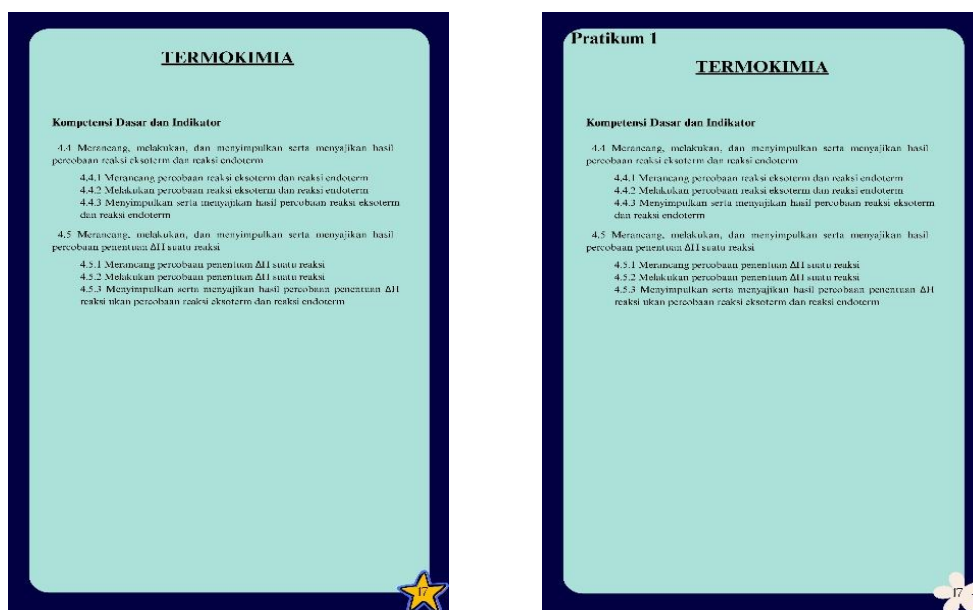 TERMOKIMIA
Kompetensi Dasar dan Indikator
4.4 Merancang, melakukan, dan menyimpulkan serta menyajikan hasil
percobaan reaksi eksoterm dan reaksi endoterm
4.4.1 Merancang percobaan reaksi eksoterm dan reaksi endoterm
4.4.2 Melakukan percobaan reaksi eksoterm dan reaksi endoterm
4.4.3 Menyimpulkan serta menyajikan hasil percobaan reaksi eksoterm
dan reaksi endoterm
4.5 Merancang, melakukan, dan menyimpulkan serta menyajikan hasil
percobaan penentuan ΔH suatu reaksi
4.5.1 Merancang percobaan penentuan ΔH suatu reaksi
4.5.2 Melakukan percobaan penentuan ΔH suatu reaksi
4.5.3 Menyimpulkan serta menyajikan hasil percobaan penentuan ΔH
reaksi ukan percobaan reaksi eksoterm dan reaksi endoterm
17
Pratikum 1
TERMOKIMIA
Kompetensi Dasar dan Indikator
4.4 Merancang, melakukan, dan menyimpulkan serta menyajikan hasil
percobaan reaksi eksoterm dan reaksi endoterm
4.4.1 Merancang percobaan reaksi eksoterm dan reaksi endoterm
4.4.2 Melakukan percobaan reaksi eksoterm dan reaksi endoterm
4.4.3 Menyimpulkan serta menyajikan hasil percobaan reaksi eksoterm
dan reaksi endoterm
4.5 Merancang, melakukan, dan menyimpulkan serta menyajikan hasil
percobaan penentuan ΔH suatu reaksi
4.5.1 Merancang percobaan penentuan ΔH suatu reaksi
4.5.2 Melakukan percobaan penentuan ΔH suatu reaksi
4.5.3 Menyimpulkan serta menyajikan hasil percobaan penentuan ΔH
reaksi ukan percobaan reaksi eksoterm dan reaksi endoterm
17